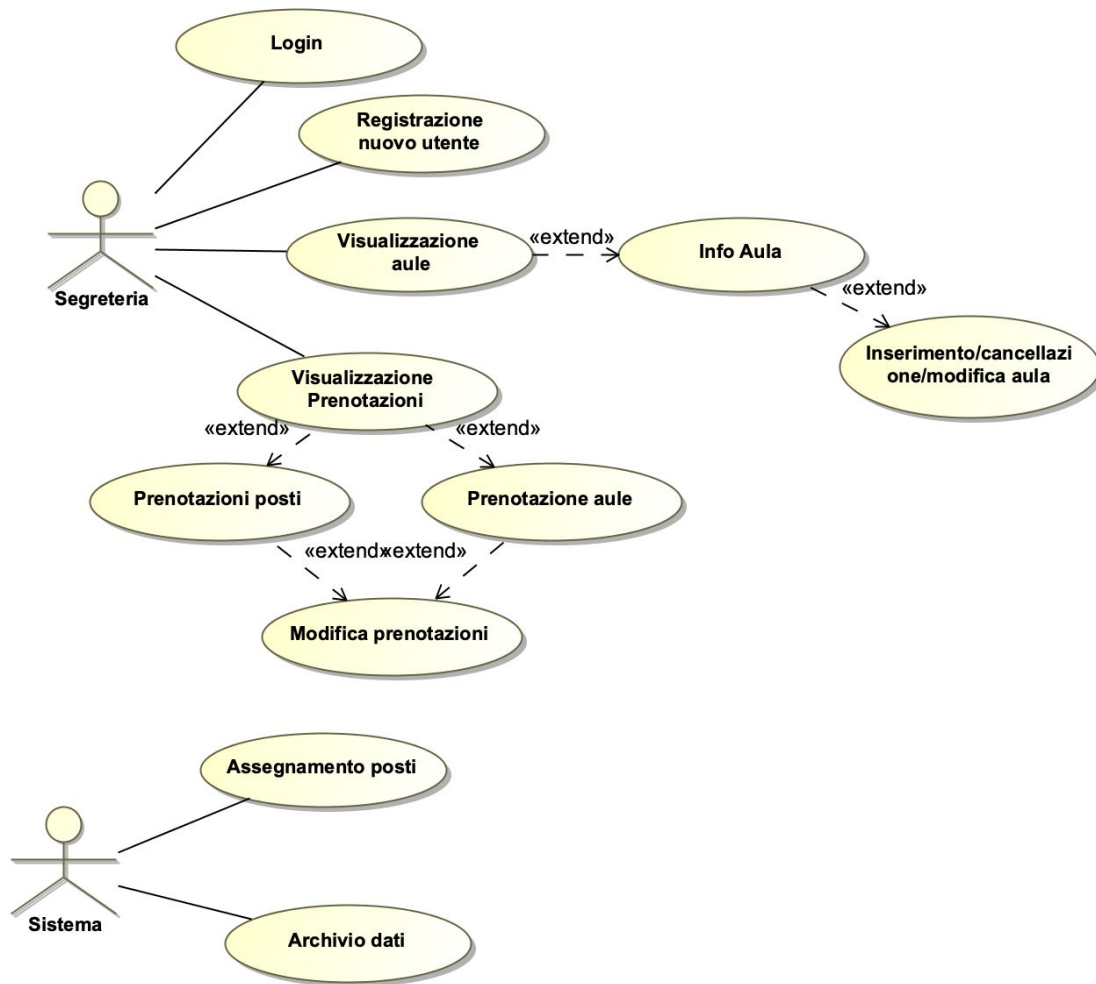 Login
Registrazione
nuovo utente
Visualizzazione
aule
«extend»
Info Aula
«extend»
Segreteria
Inserimento/cancellazi
one/modifica aula
Visualizzazione
Prenotazioni
«extend»
«extend»
Prenotazioni posti
Prenotazione aule
«extend»
«extend»
Modifica prenotazioni
Assegnamento posti
Sistema
Archivio dati